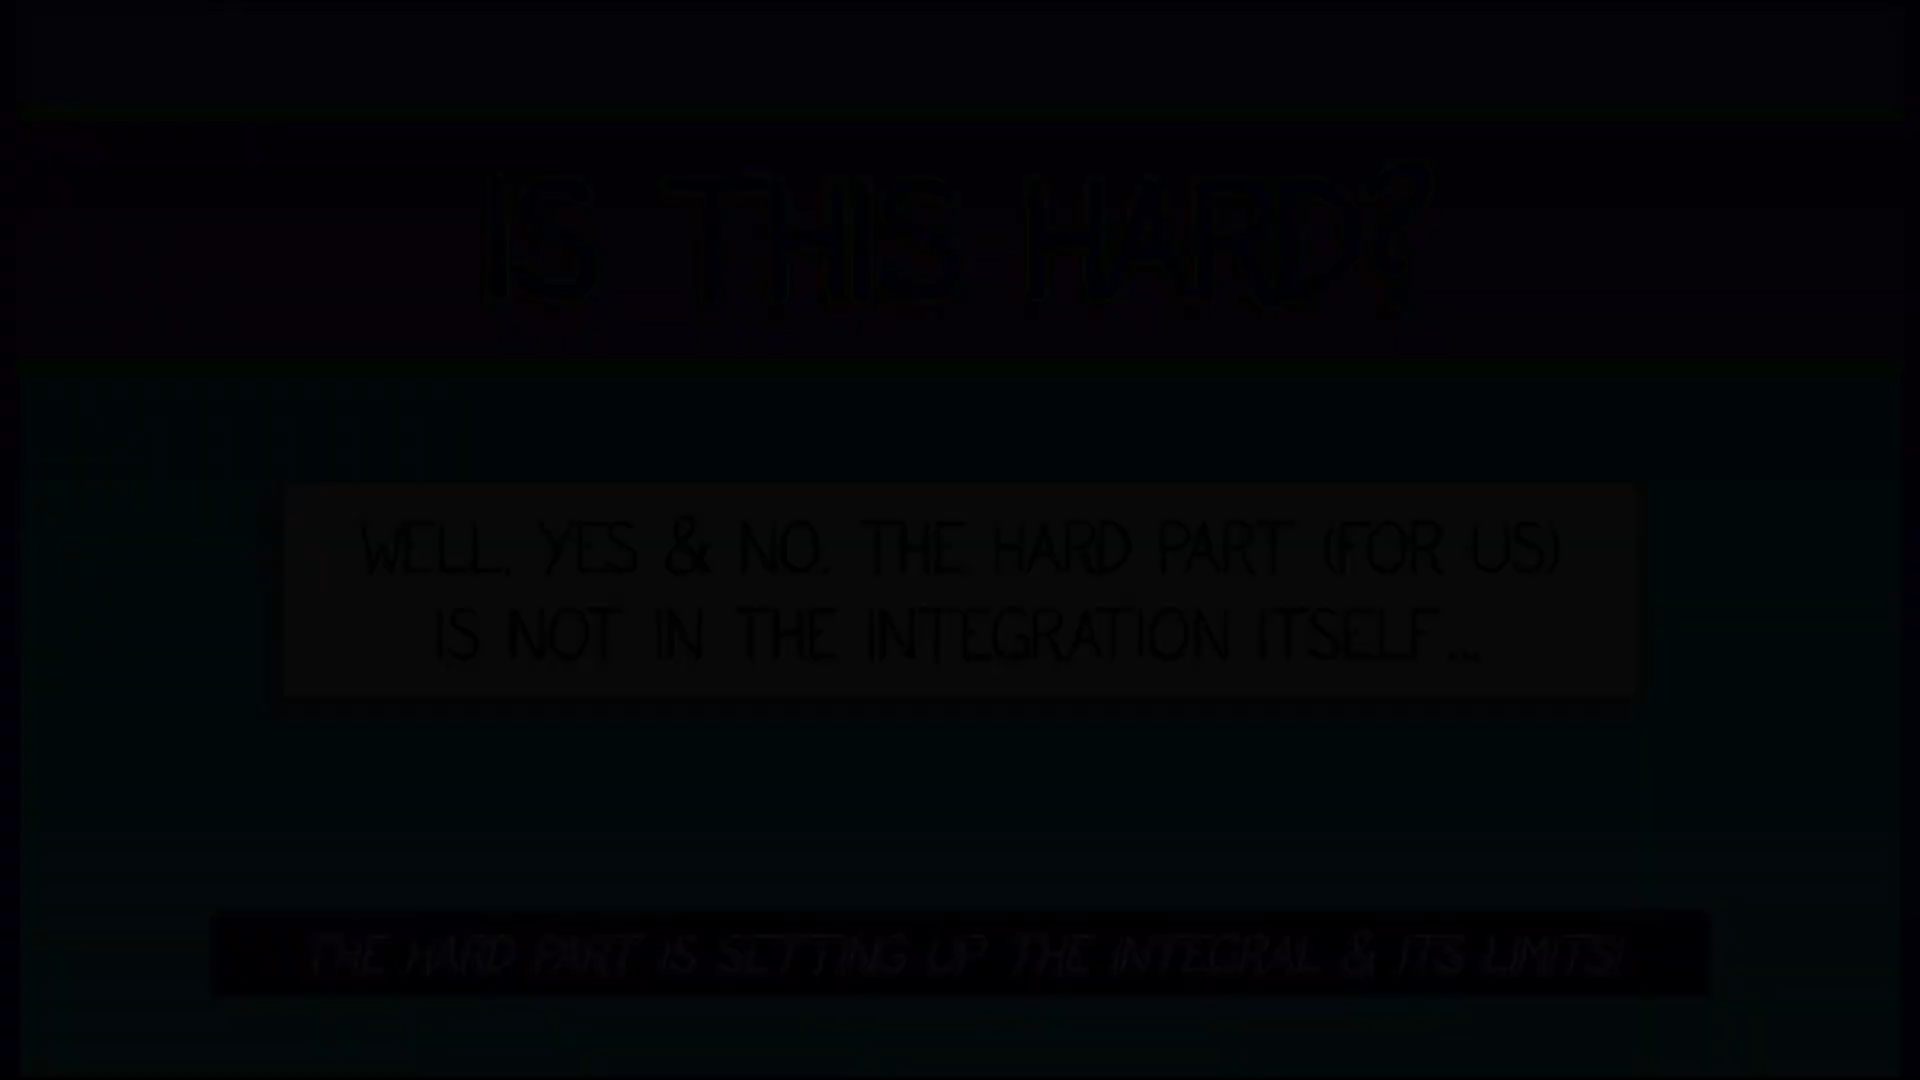 IS THIS HARD?
WELL, YES & NO. THE HARD PART (FOR US)
IS NOT IN THE INTEGRATION ITSELF...
THE HARD PART IS SETTING UP THE INTEGRAL & ITS LIMITS!